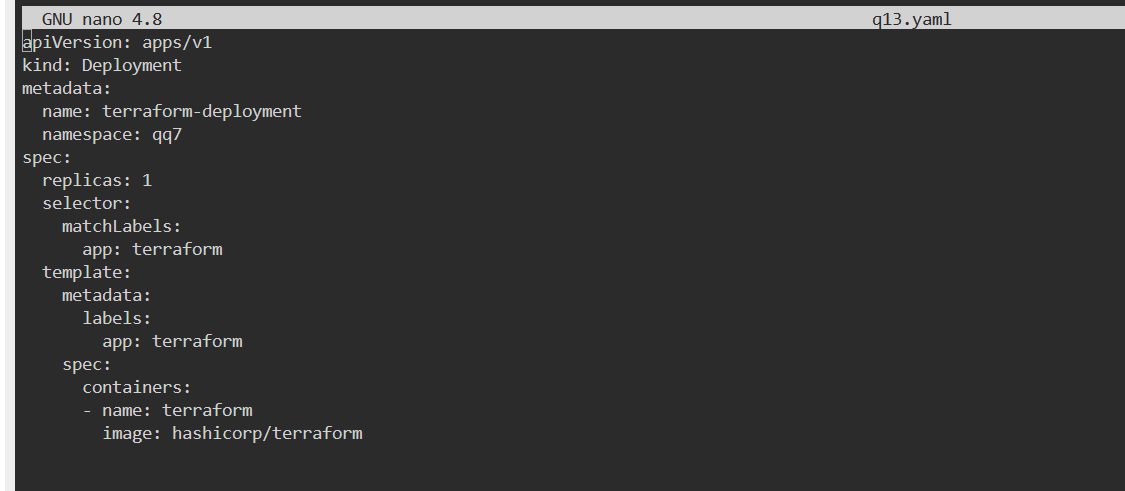 GNU nano 4.8 q13.yaml
apiVersion: apps/v1
kind: Deployment
metadata:
  name: terraform-deployment
  namespace: qq7
spec:
  replicas: 1
  selector:
    matchLabels:
      app: terraform
  template:
    metadata:
      labels:
        app: terraform
    spec:
      containers:
      - name: terraform
        image: hashicorp/terraform